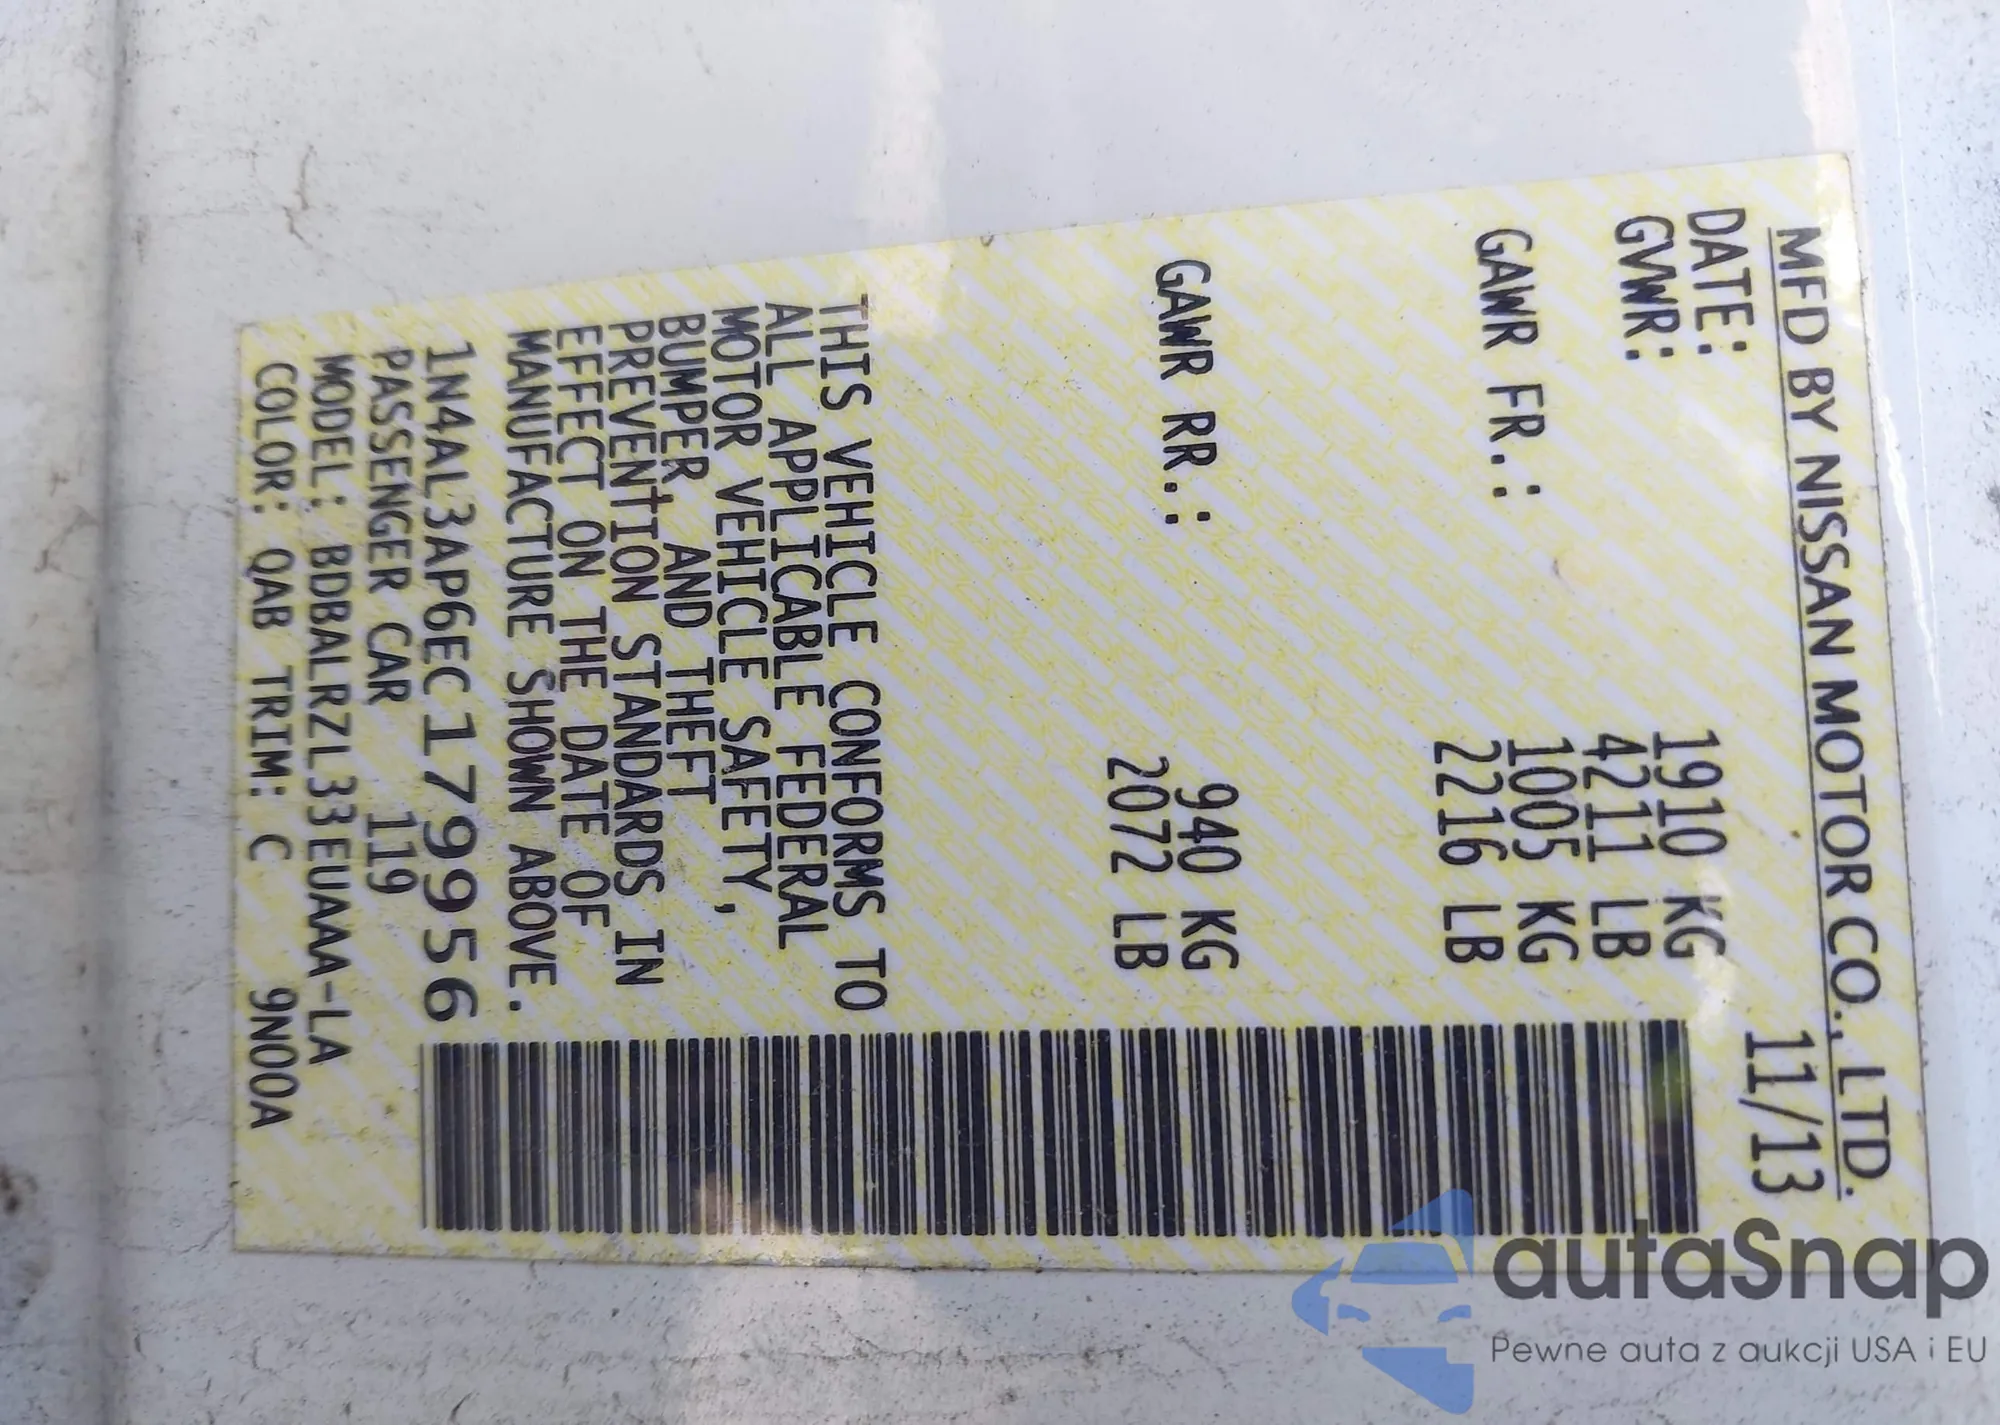 MFD BY NISSAN MOTOR CO., LTD.
DATE: 11/13
GVWR: 1910 KG
4211 LB
GAWR FR.: 1005 KG
2216 LB
GAWR RR.: 940 KG
2072 LB
THIS VEHICLE CONFORMS TO
ALL APPLICABLE FEDERAL
MOTOR VEHICLE SAFETY,
BUMPER, AND THEFT
PREVENTION STANDARDS IN
EFFECT ON THE DATE OF
MANUFACTURE SHOWN ABOVE.
1N4AL3AP6EC179956
PASSENGER CAR 119
MODEL: BDBALRZL33EUAAA-LA
COLOR: QAB TRIM: C 9N00A
autaSnap
Pewne auta z aukcji USA i EU